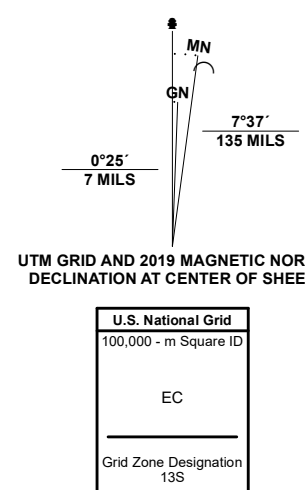 MN
GN
7°37´
135 MILS
0°25´
7 MILS
UTM GRID AND 2019 MAGNETIC NOR
DECLINATION AT CENTER OF SHEE
U.S. National Grid
100,000 - m Square ID
EC
Grid Zone Designation
13S